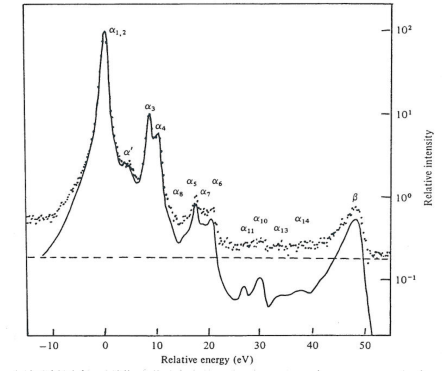 α1,2
10²
α3
10¹
α4
α′
α5
α6
α8
α7
10⁰
β
α10
α14
α11
α13
10⁻¹
Relative intensity
−10
0
10
20
30
40
50
Relative energy (eV)